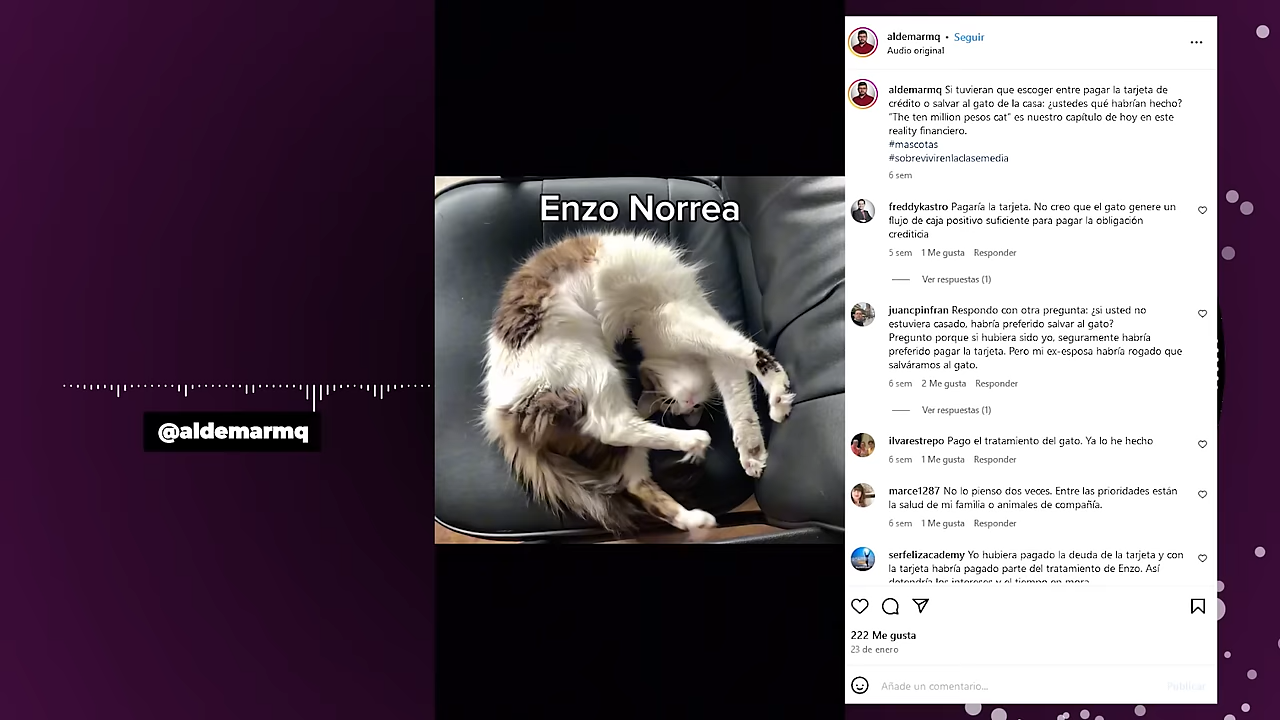 @aldemarmq
Enzo Norrea
aldemarmq • Seguir
Audio original
aldemarmq Si tuvieran que escoger entre pagar la tarjeta de
crédito o salvar al gato de la casa: ¿ustedes qué habrían hecho?
"The ten million pesos cat" es nuestro capítulo de hoy en este
reality financiero.
#mascotas
#sobrevivirenlaclasemedia
6 sem
freddykastro Pagaría la tarjeta. No creo que el gato genere un
flujo de caja positivo suficiente para pagar la obligación
crediticia
5 sem 1 Me gusta Responder
Ver respuestas (1)
juancpinfran Respondo con otra pregunta: ¿si usted no
estuviera casado, habría preferido salvar al gato?
Pregunto porque si hubiera sido yo, seguramente habría
preferido pagar la tarjeta. Pero mi ex-esposa habría rogado que
salváramos al gato.
6 sem 2 Me gusta Responder
Ver respuestas (1)
ilvarestrepo Pago el tratamiento del gato. Ya lo he hecho
6 sem 1 Me gusta Responder
marce1287 No lo pienso dos veces. Entre las prioridades están
la salud de mi familia o animales de compañía.
6 sem 1 Me gusta Responder
serfelizacademy Yo hubiera pagado la deuda de la tarjeta y con
la tarjeta habría pagado parte del tratamiento de Enzo. Así
detendría los intereses y el tiempo en mora
222 Me gusta
23 de enero
Añade un comentario...
Publicar